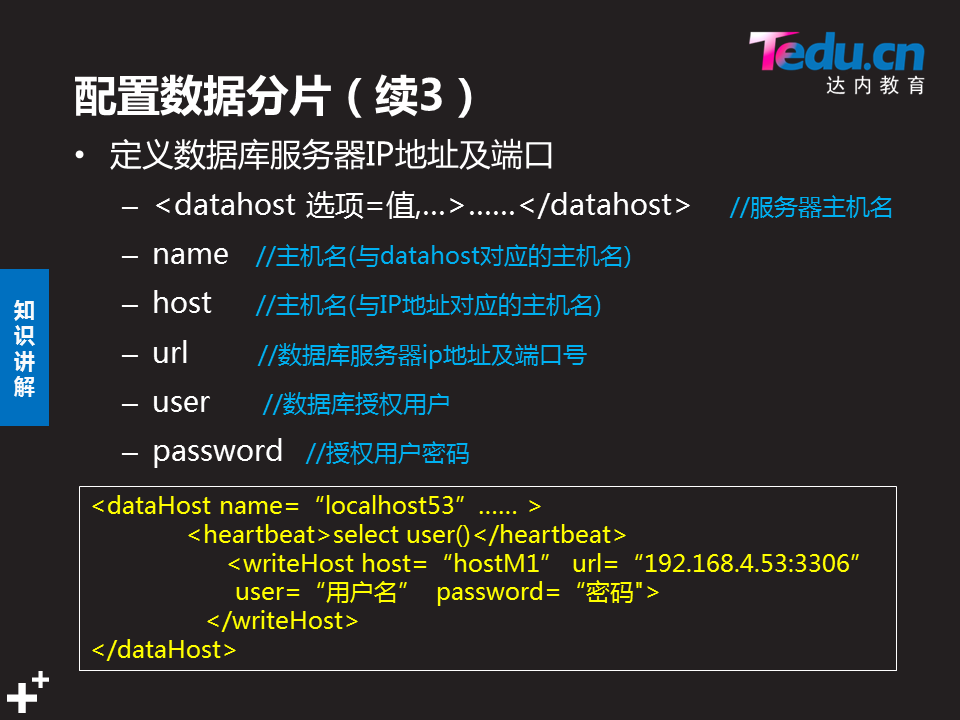 Tedu.cn
达内教育
配置数据分片（续3）
• 定义数据库服务器IP地址及端口
– <datahost 选项=值,…>……</datahost> //服务器主机名
– name //主机名(与datahost对应的主机名)
– host //主机名(与IP地址对应的主机名)
– url //数据库服务器ip地址及端口号
– user //数据库授权用户
– password //授权用户密码
知识讲解
<dataHost name=“localhost53”…… >
<heartbeat>select user()</heartbeat>
<writeHost host=“hostM1” url=“192.168.4.53:3306”
user=“用户名” password=“密码">
</writeHost>
</dataHost>